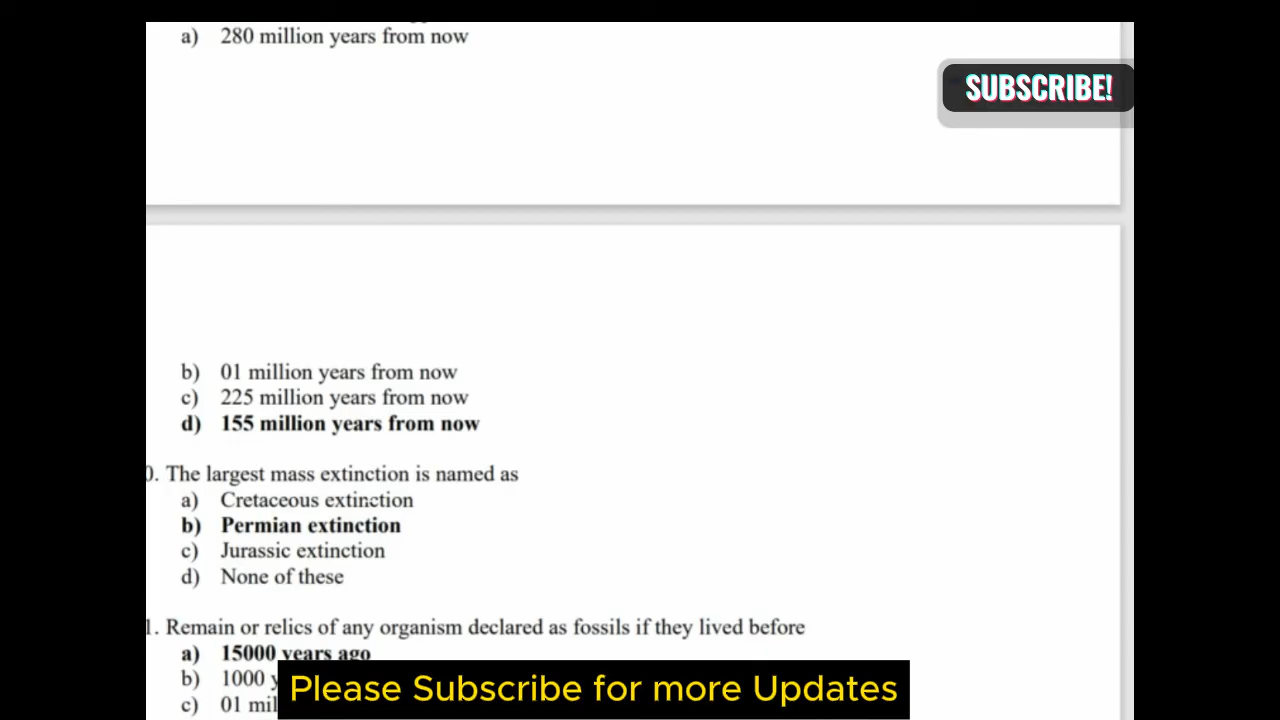 a) 280 million years from now
SUBSCRIBE!
b) 01 million years from now
c) 225 million years from now
d) 155 million years from now
0. The largest mass extinction is named as
a) Cretaceous extinction
b) Permian extinction
c) Jurassic extinction
d) None of these
1. Remain or relics of any organism declared as fossils if they lived before
a) 15000 years ago
b) 1000
c) 01
Please Subscribe for more Updates